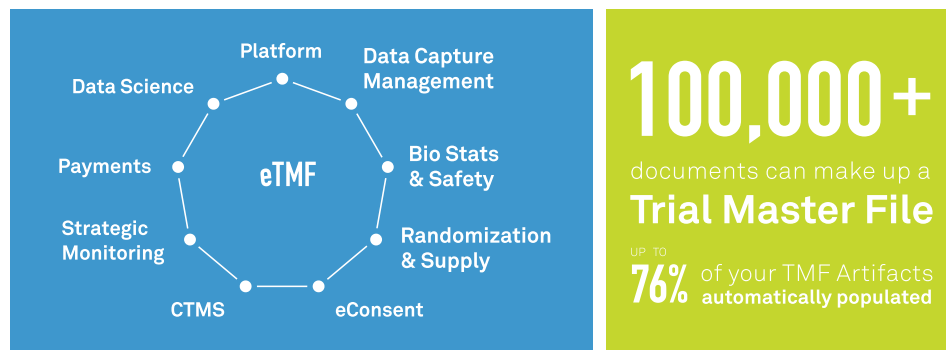 Platform
Data Capture
Management
Data Science
Bio Stats
& Safety
Payments
eTMF
Strategic
Monitoring
Randomization
& Supply
CTMS
eConsent
100,000+
documents can make up a
Trial Master File
UP TO
76% of your TMF Artifacts
automatically populated